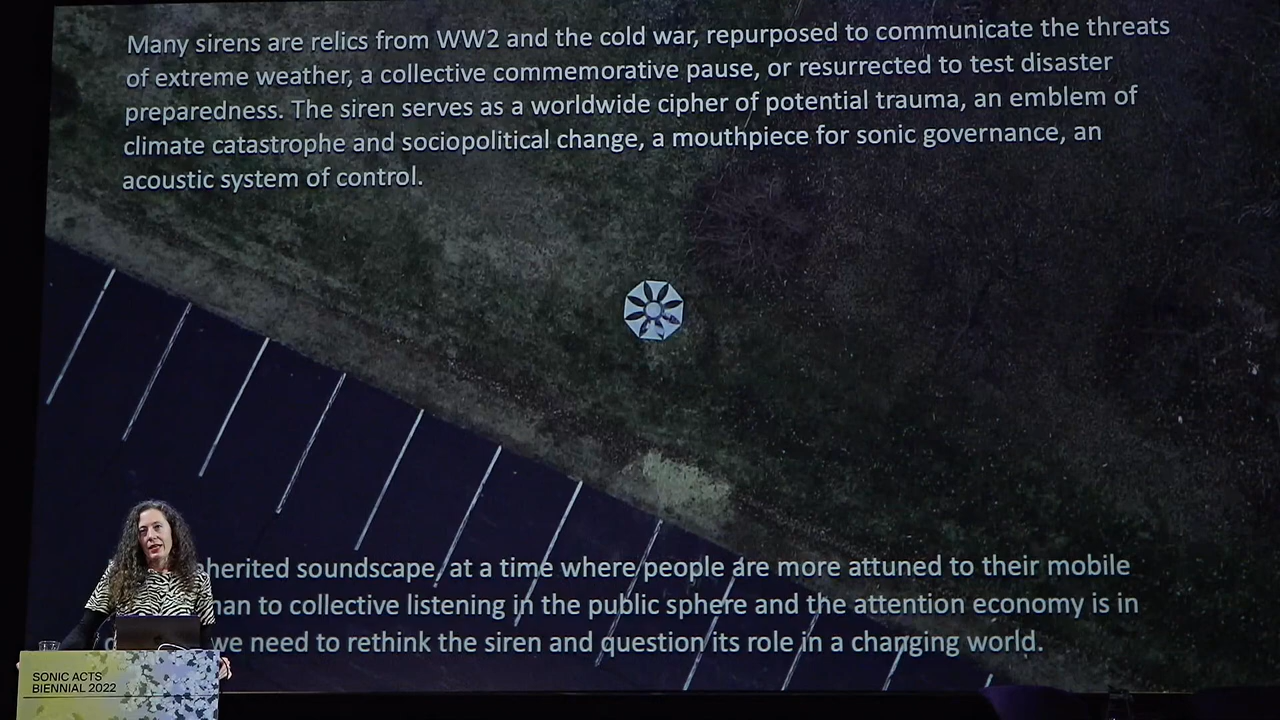 Many sirens are relics from WW2 and the cold war, repurposed to communicate the threats
of extreme weather, a collective commemorative pause, or resurrected to test disaster
preparedness. The siren serves as a worldwide cipher of potential trauma, an emblem of
climate catastrophe and sociopolitical change, a mouthpiece for sonic governance, an
acoustic system of control.
soundscape, at a time where people are more attuned to their mobile
to collective listening in the public sphere and the attention economy is in
we need to rethink the siren and question its role in a changing world.
SONIC ACTS
BIENNIAL 2022